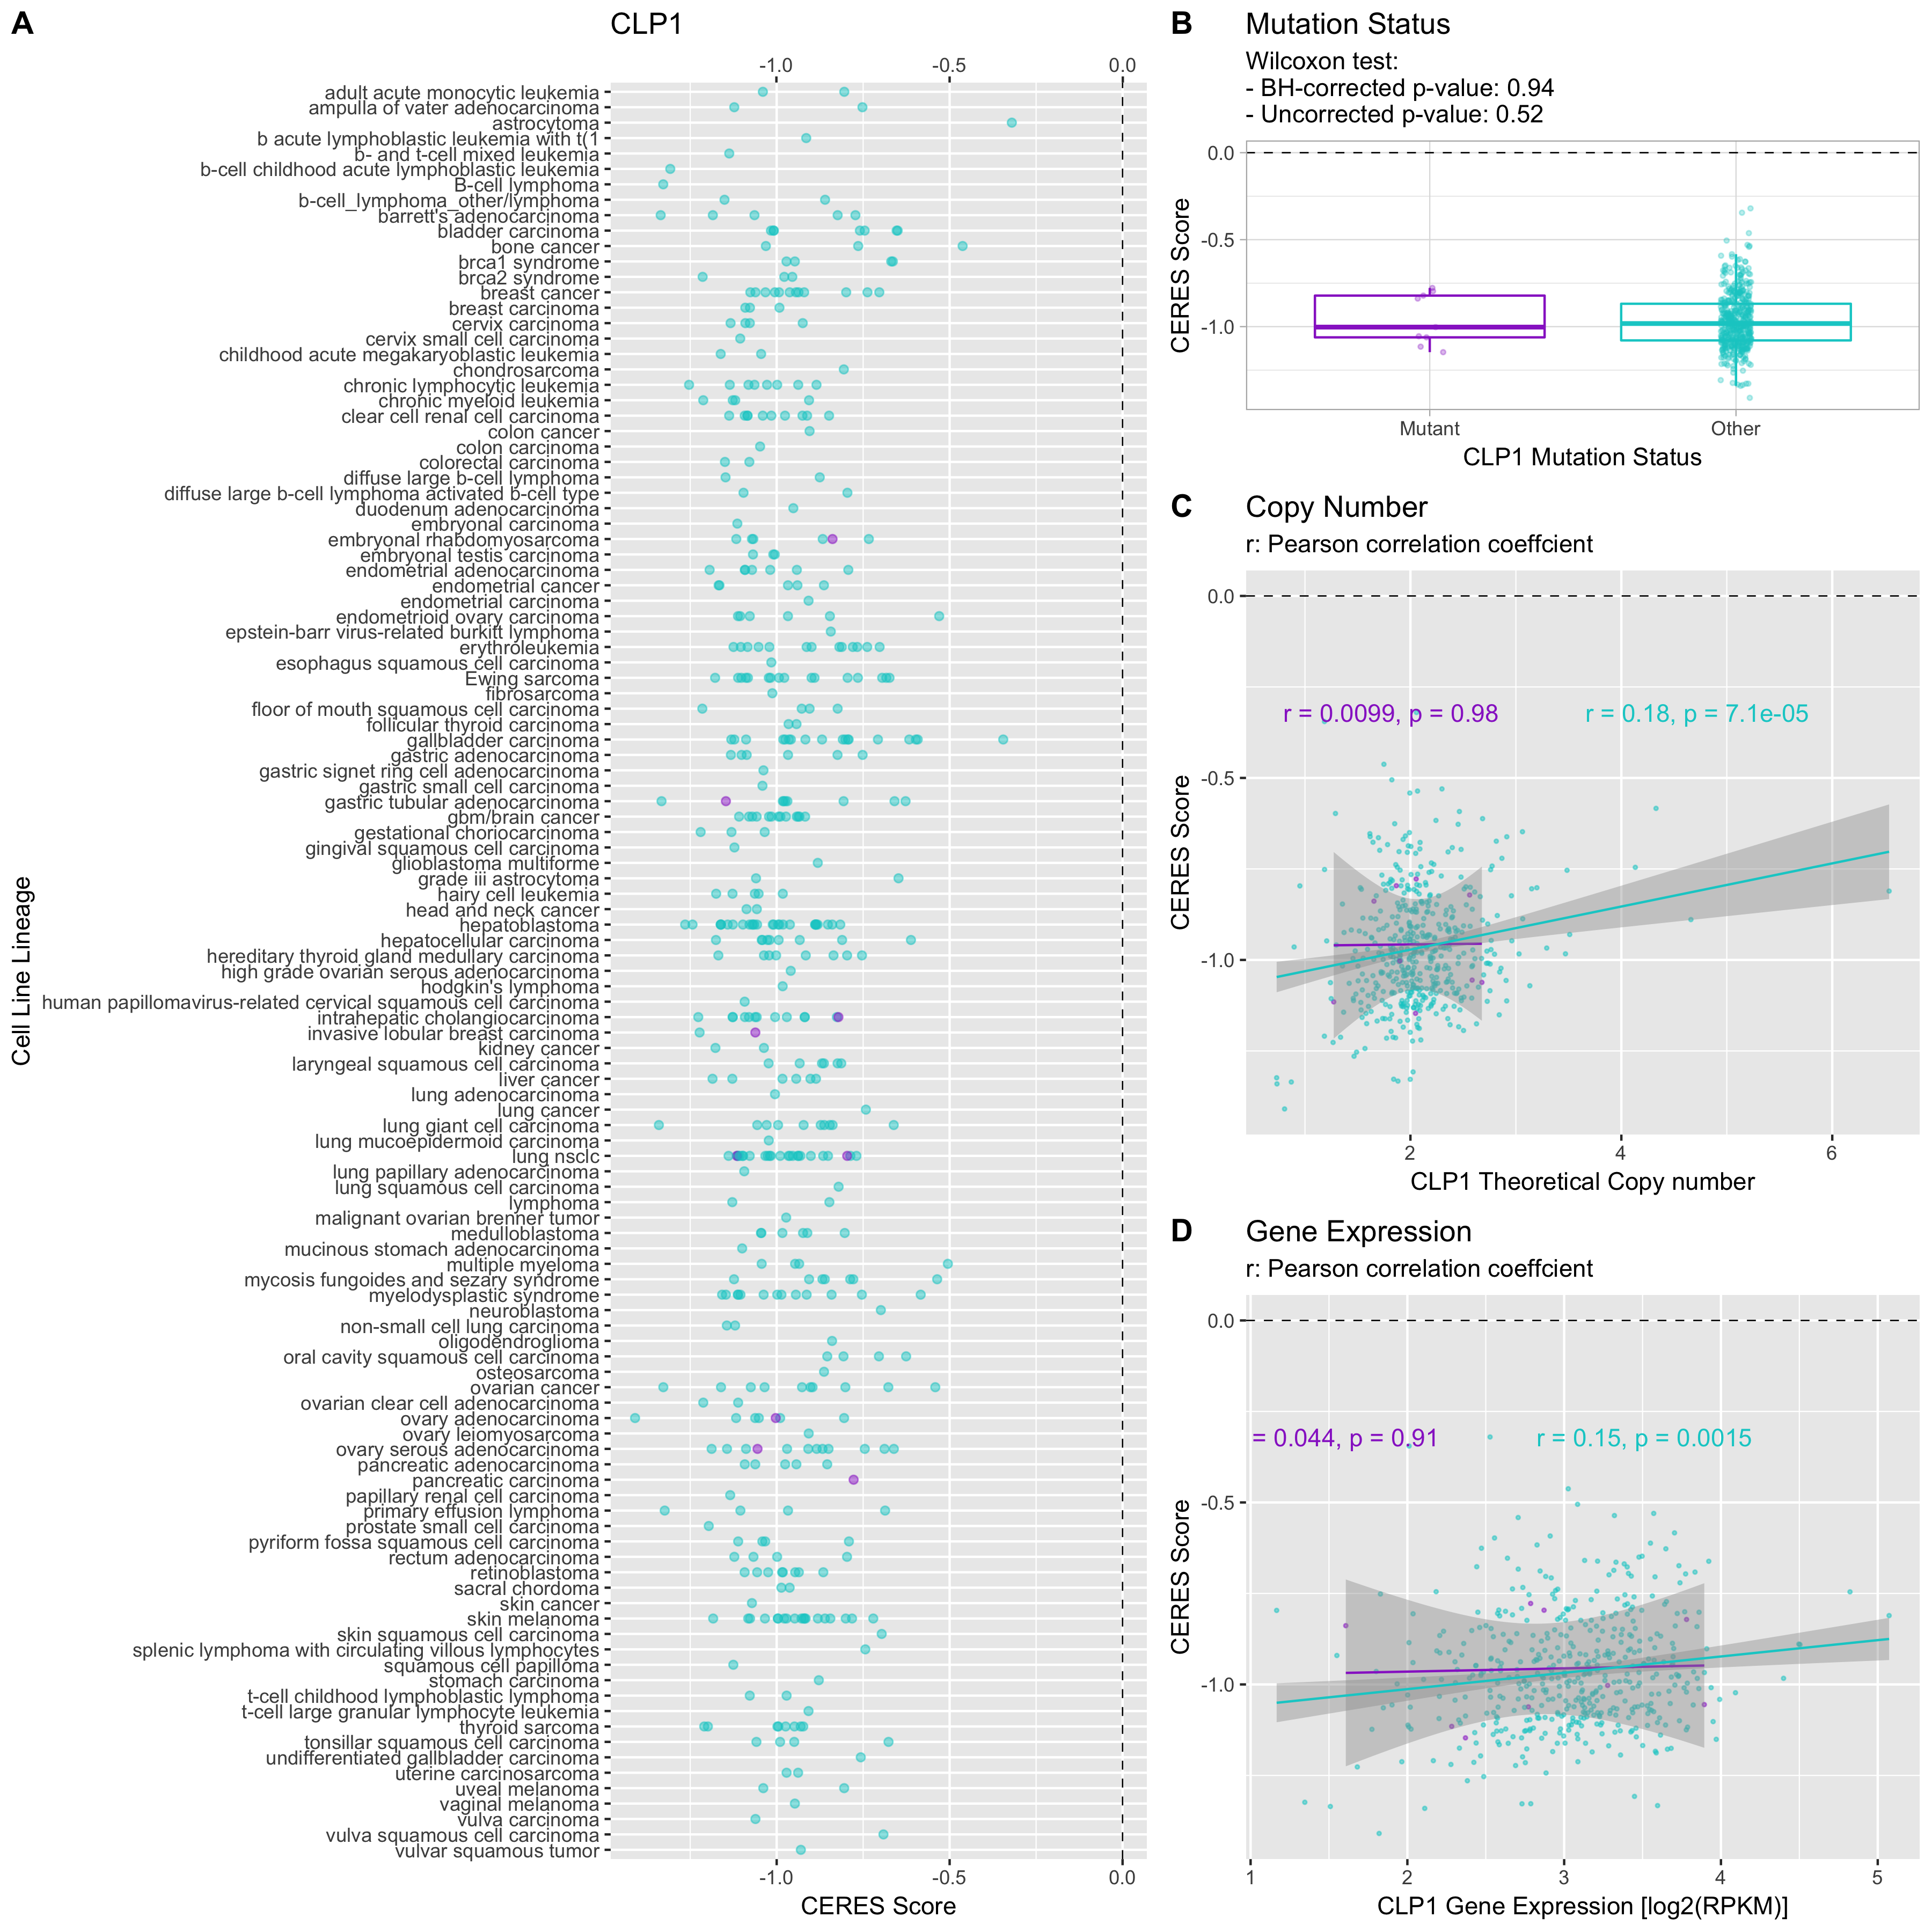 A
CLP1
-1.0 -0.5 0.0
adult acute monocytic leukemia
ampulla of vater adenocarcinoma
astrocytoma
b acute lymphoblastic leukemia with t(1
b- and t-cell mixed leukemia
b-cell childhood acute lymphoblastic leukemia
B-cell lymphoma
b-cell_lymphoma_other/lymphoma
barrett's adenocarcinoma
bladder carcinoma
bone cancer
brca1 syndrome
brca2 syndrome
breast cancer
breast carcinoma
cervix carcinoma
cervix small cell carcinoma
childhood acute megakaryoblastic leukemia
chondrosarcoma
chronic lymphocytic leukemia
chronic myeloid leukemia
clear cell renal cell carcinoma
colon cancer
colon carcinoma
colorectal carcinoma
diffuse large b-cell lymphoma
diffuse large b-cell lymphoma activated b-cell type
duodenum adenocarcinoma
embryonal carcinoma
embryonal rhabdomyosarcoma
embryonal testis carcinoma
endometrial adenocarcinoma
endometrial cancer
endometrial carcinoma
endometrioid ovary carcinoma
epstein-barr virus-related burkitt lymphoma
erythroleukemia
esophagus squamous cell carcinoma
Ewing sarcoma
fibrosarcoma
floor of mouth squamous cell carcinoma
follicular thyroid carcinoma
gallbladder carcinoma
gastric adenocarcinoma
gastric signet ring cell adenocarcinoma
gastric small cell carcinoma
gastric tubular adenocarcinoma
gbm/brain cancer
gestational choriocarcinoma
gingival squamous cell carcinoma
glioblastoma multiforme
grade iii astrocytoma
hairy cell leukemia
head and neck cancer
hepatoblastoma
hepatocellular carcinoma
hereditary thyroid gland medullary carcinoma
high grade ovarian serous adenocarcinoma
hodgkin's lymphoma
human papillomavirus-related cervical squamous cell carcinoma
intrahepatic cholangiocarcinoma
invasive lobular breast carcinoma
kidney cancer
laryngeal squamous cell carcinoma
liver cancer
lung adenocarcinoma
lung cancer
lung giant cell carcinoma
lung mucoepidermoid carcinoma
lung nsclc
lung papillary adenocarcinoma
lung squamous cell carcinoma
lymphoma
malignant ovarian brenner tumor
medulloblastoma
mucinous stomach adenocarcinoma
multiple myeloma
mycosis fungoides and sezary syndrome
myelodysplastic syndrome
neuroblastoma
non-small cell lung carcinoma
oligodendroglioma
oral cavity squamous cell carcinoma
osteosarcoma
ovarian cancer
ovarian clear cell adenocarcinoma
ovary adenocarcinoma
ovary leiomyosarcoma
ovary serous adenocarcinoma
pancreatic adenocarcinoma
pancreatic carcinoma
papillary renal cell carcinoma
primary effusion lymphoma
prostate small cell carcinoma
pyriform fossa squamous cell carcinoma
rectum adenocarcinoma
retinoblastoma
sacral chordoma
skin cancer
skin melanoma
skin squamous cell carcinoma
splenic lymphoma with circulating villous lymphocytes
squamous cell papilloma
stomach carcinoma
t-cell childhood lymphoblastic lymphoma
t-cell large granular lymphocyte leukemia
thyroid sarcoma
tonsillar squamous cell carcinoma
undifferentiated gallbladder carcinoma
uterine carcinosarcoma
uveal melanoma
vaginal melanoma
vulva carcinoma
vulva squamous cell carcinoma
vulvar squamous tumor
-1.0 -0.5 0.0
CERES Score
Cell Line Lineage
B
Mutation Status
Wilcoxon test:
- BH-corrected p-value: 0.94
- Uncorrected p-value: 0.52
0.0
-0.5
-1.0
CERES Score
Mutant Other
CLP1 Mutation Status
C
Copy Number
r: Pearson correlation coeffcient
0.0
-0.5
-1.0
CERES Score
r = 0.0099, p = 0.98
r = 0.18, p = 7.1e-05
2 4 6
CLP1 Theoretical Copy number
D
Gene Expression
r: Pearson correlation coeffcient
0.0
-0.5
-1.0
CERES Score
= 0.044, p = 0.91
r = 0.15, p = 0.0015
1 2 3 4 5
CLP1 Gene Expression [log2(RPKM)]